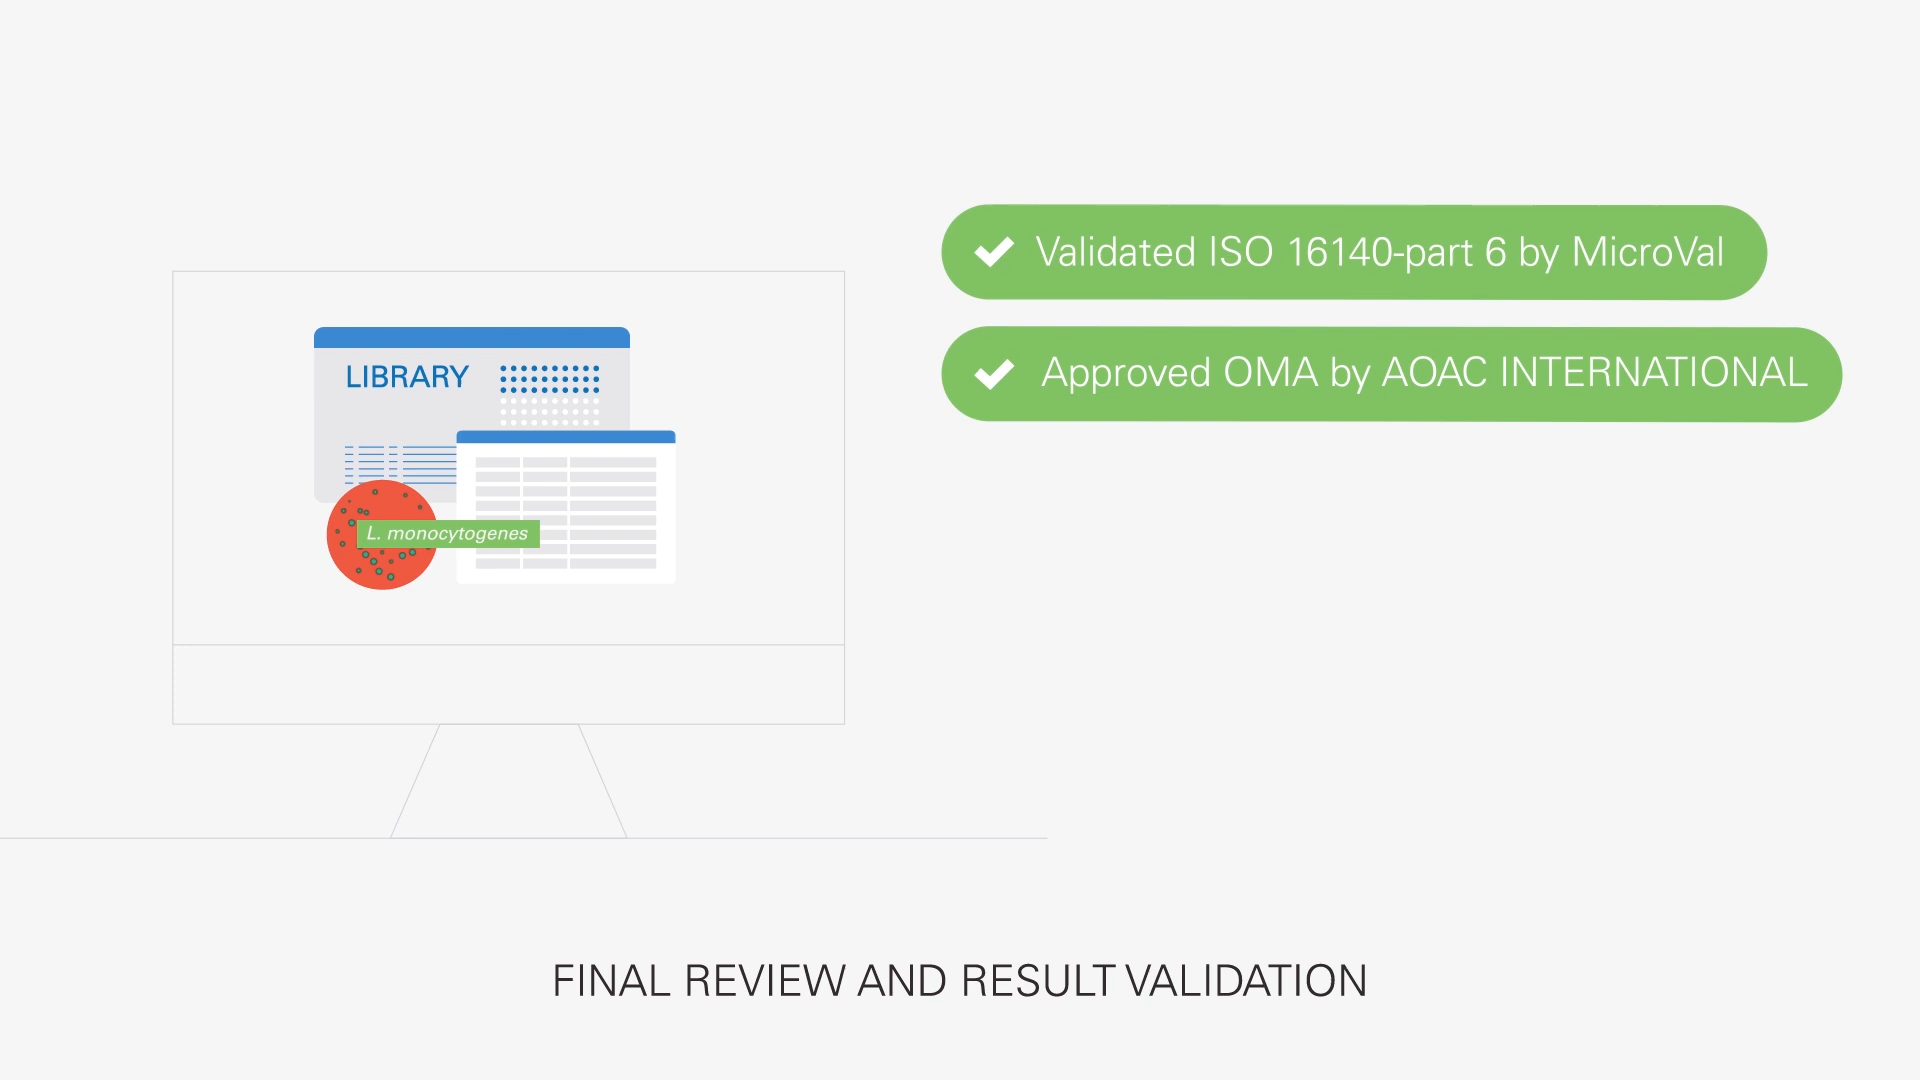 Validated ISO 16140-part 6 by MicroVal
Approved OMA by AOAC INTERNATIONAL
LIBRARY
L. monocytogenes
FINAL REVIEW AND RESULT VALIDATION